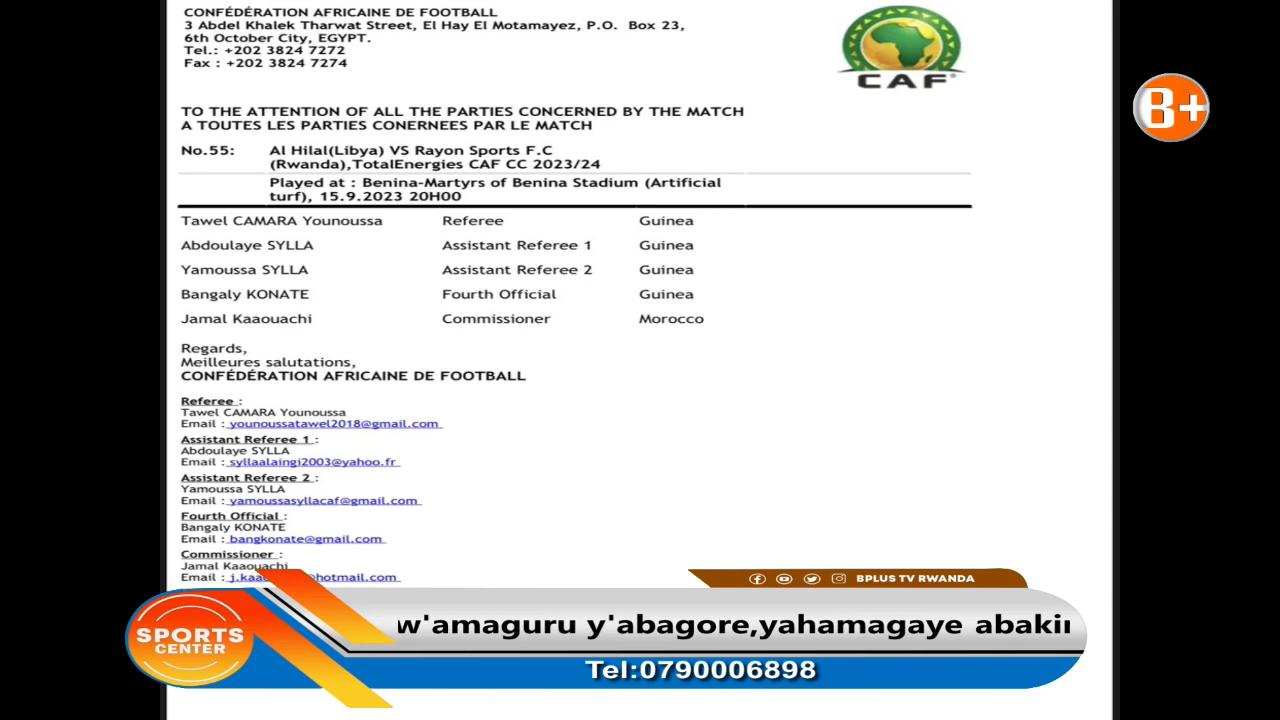 CONFÉDÉRATION AFRICAINE DE FOOTBALL
3 Abdel Khalek Tharwat Street, El Hay El Motamayez, P.O. Box 23,
6th October City, EGYPT.
Tel.: +202 3824 7272
Fax : +202 3824 7274
CAF
B+
TO THE ATTENTION OF ALL THE PARTIES CONCERNED BY THE MATCH
A TOUTES LES PARTIES CONERNEES PAR LE MATCH
No.55: Al Hilal(Libya) VS Rayon Sports F.C
(Rwanda),TotalEnergies CAF CC 2023/24
Played at : Benina-Martyrs of Benina Stadium (Artificial
turf), 15.9.2023 20H00
Tawel CAMARA Younoussa Referee Guinea
Abdoulaye SYLLA Assistant Referee 1 Guinea
Yamoussa SYLLA Assistant Referee 2 Guinea
Bangaly KONATE Fourth Official Guinea
Jamal Kaaouachi Commissioner Morocco
Regards,
Meilleures salutations,
CONFÉDÉRATION AFRICAINE DE FOOTBALL
Referee :
Tawel CAMARA Younoussa
Email : younoussatawel2018@gmail.com
Assistant Referee 1 :
Abdoulaye SYLLA
Email : syllaalaingi2003@yahoo.fr
Assistant Referee 2 :
Yamoussa SYLLA
Email : yamoussasyllacaf@gmail.com
Fourth Official :
Bangaly KONATE
Email : bangkonate@gmail.com
Commissioner :
Jamal Kaaouachi
Email : @hotmail.com
BPLUS TV RWANDA
SPORTS
CENTER
w'amaguru y'abagore,yahamagaye
Tel:0790006898